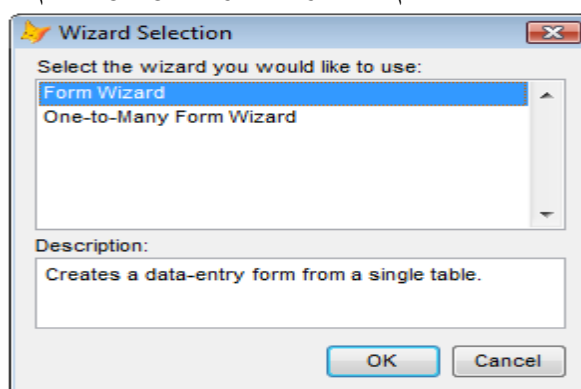 Wizard Selection
Select the wizard you would like to use:
Form Wizard
One-to-Many Form Wizard
Description:
Creates a data-entry form from a single table.
OK Cancel